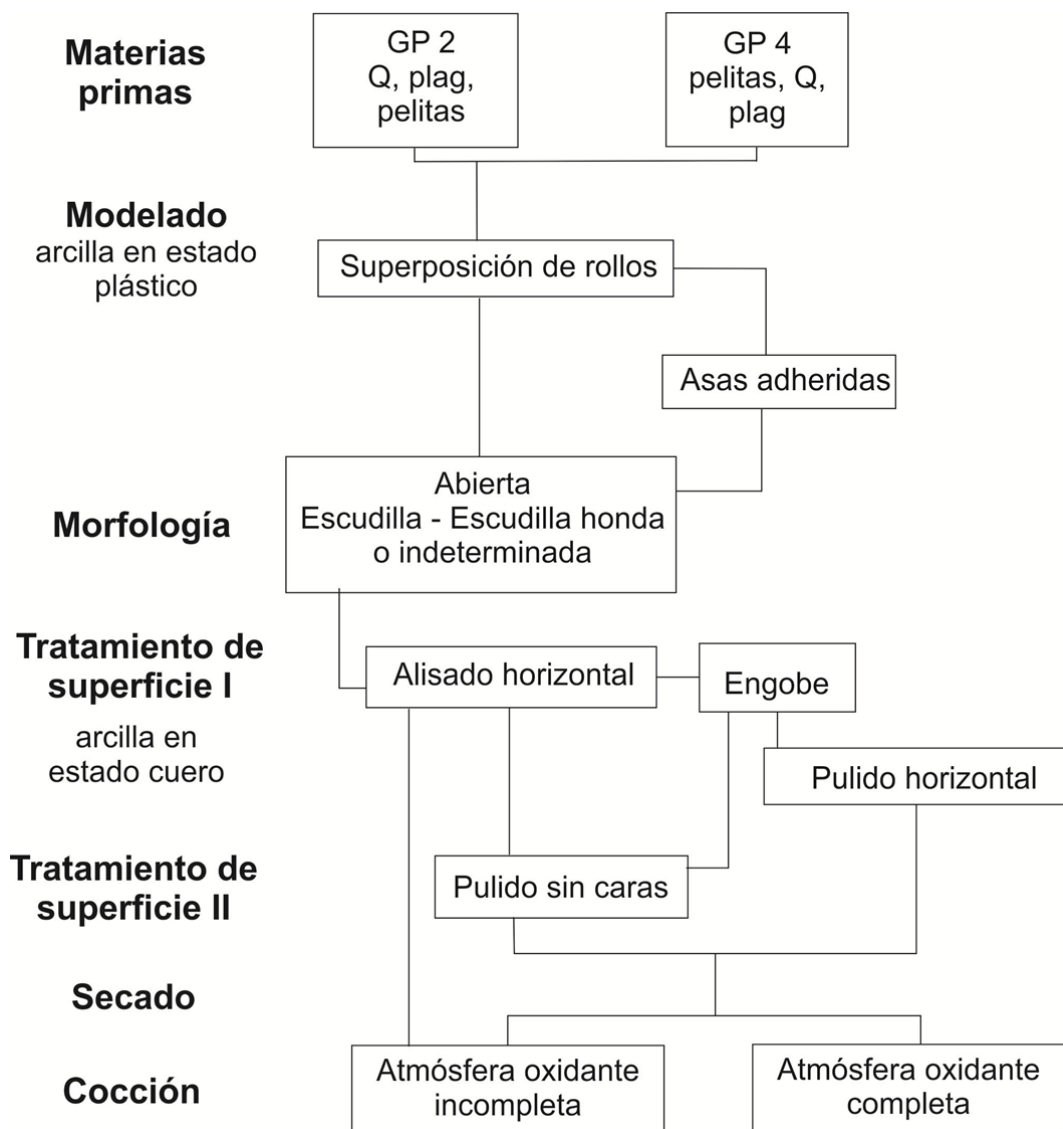 Materias
primas
GP 2
Q, plag,
pelitas
GP 4
pelitas, Q,
plag
Modelado
arcilla en estado
plástico
Superposición de rollos
Asas adheridas
Morfología
Abierta
Escudilla - Escudilla honda
o indeterminada
Tratamiento de
superficie I
arcilla en
estado cuero
Alisado horizontal
Engobe
Pulido horizontal
Tratamiento de
superficie II
Pulido sin caras
Secado
Cocción
Atmósfera oxidante
incompleta
Atmósfera oxidante
completa